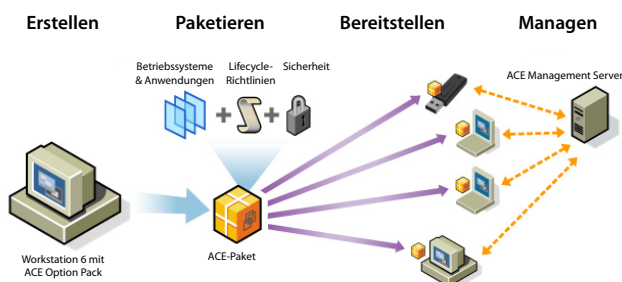 Erstellen
Paketieren
Bereitstellen
Managen
Betriebssysteme
& Anwendungen
Lifecycle-
Richtlinien
Sicherheit
ACE Management Server
Workstation 6 mit
ACE Option Pack
ACE-Paket